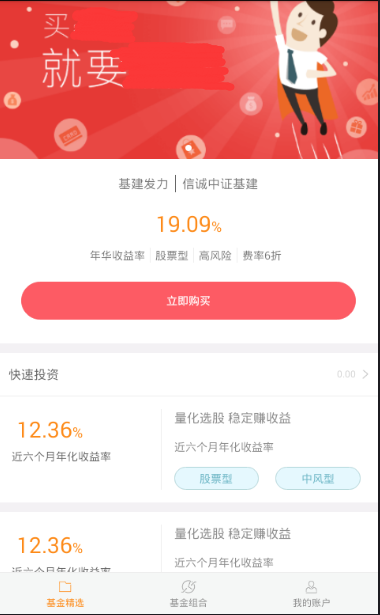 买
就要
基建发力 | 信诚中证基建
19.09%
年华收益率 | 股票型 | 高风险 | 费率6折
立即购买
快速投资 0.00
12.36%
近六个月年化收益率
量化选股 稳定赚收益
近六个月年化收益率
股票型 中风型
12.36%
近六个月年化收益率
量化选股 稳定赚收益
近六个月年化收益率
基金精选 基金组合 我的账户